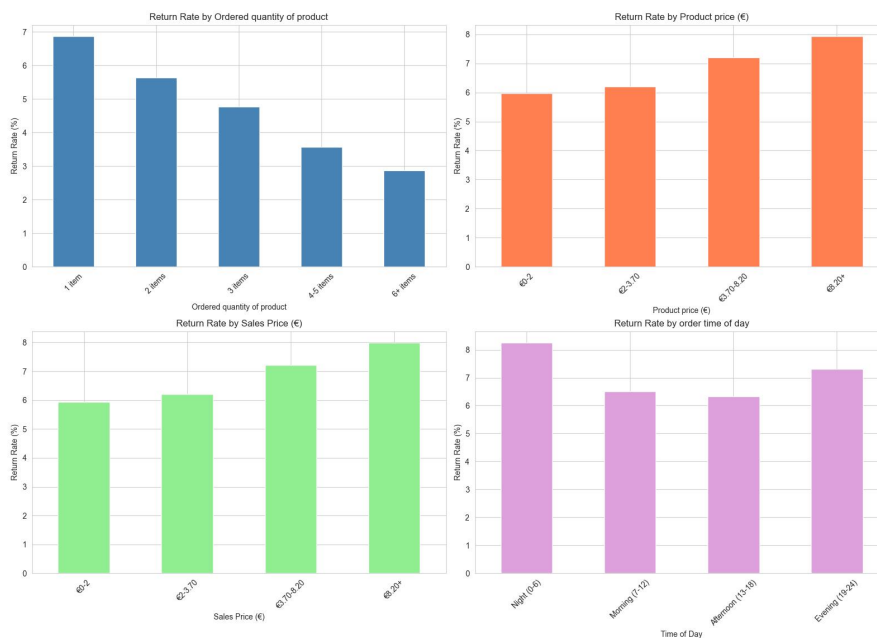 Return Rate by Ordered quantity of product
Return Rate (%)
7
6
5
4
3
2
1
0
1 item
2 items
3 items
4-5 items
6+ items
Ordered quantity of product
Return Rate by Product price (€)
Return Rate (%)
8
7
6
5
4
3
2
1
0
€0-2
€2-3.70
€3.70-8.20
€8.20+
Product price (€)
Return Rate by Sales Price (€)
Return Rate (%)
8
7
6
5
4
3
2
1
0
€0-2
€2-3.70
€3.70-8.20
€8.20+
Sales Price (€)
Return Rate by order time of day
Return Rate (%)
8
7
6
5
4
3
2
1
0
Night (0-6)
Morning (7-12)
Afternoon (13-18)
Evening (19-24)
Time of Day